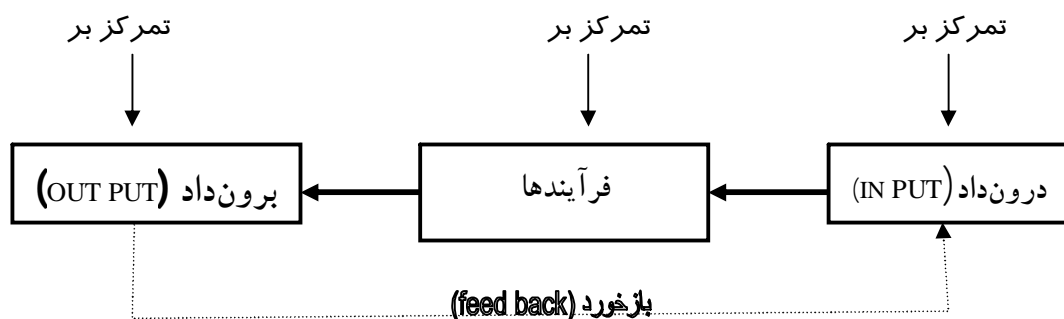 تمرکز بر
تمرکز بر
تمرکز بر
درون‌داد (IN PUT)
فرآیندها
برون‌داد (OUT PUT)
بازخورد (feed back)